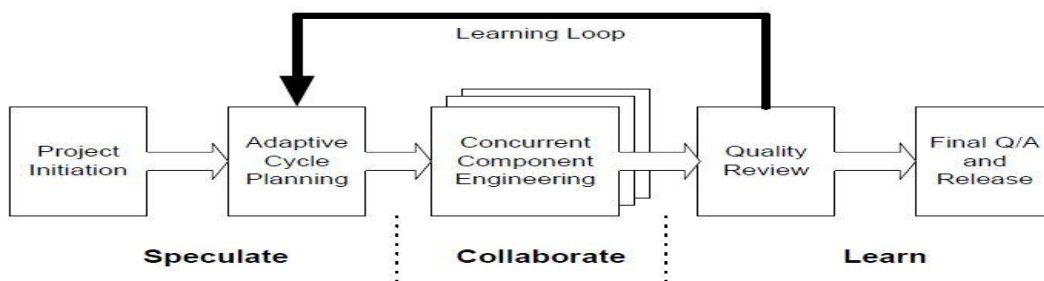 Learning Loop
Project
Initiation
Adaptive
Cycle
Planning
Concurrent
Component
Engineering
Quality
Review
Final Q/A
and
Release
Speculate
Collaborate
Learn